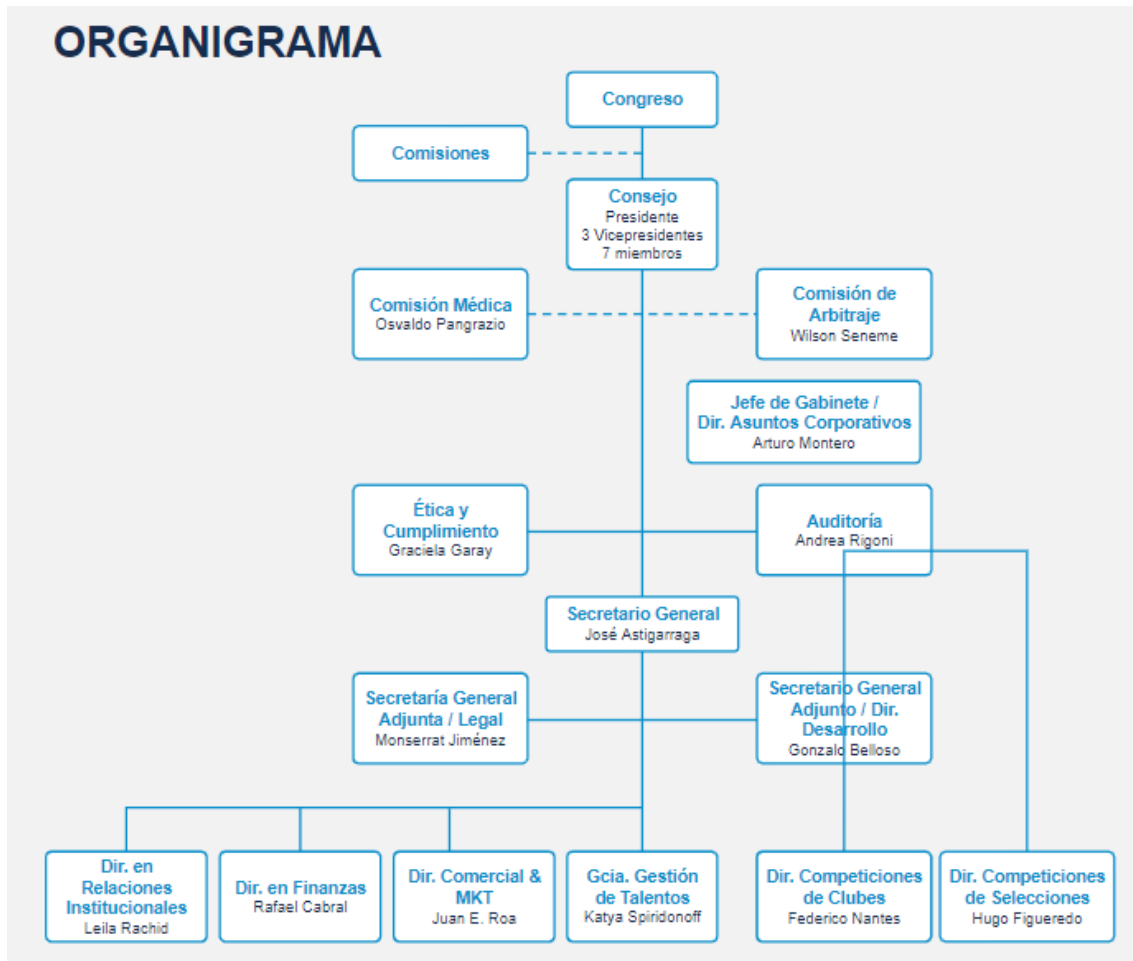 ORGANIGRAMA
Congreso
Comisiones
Consejo
Presidente
3 Vicepresidentes
7 miembros
Comisión Médica
Osvaldo Pangrazio
Comisión de
Arbitraje
Wilson Seneme
Jefe de Gabinete /
Dir. Asuntos Corporativos
Arturo Montero
Ética y
Cumplimiento
Graciela Garay
Auditoría
Andrea Rigoni
Secretario General
José Astigarraga
Secretaría General
Adjunta / Legal
Monserrat Jiménez
Secretario General
Adjunto / Dir.
Desarrollo
Gonzalo Belloso
Dir. en
Relaciones
Institucionales
Leila Rachid
Dir. en Finanzas
Rafael Cabral
Dir. Comercial &
MKT
Juan E. Roa
Gcia. Gestión
de Talentos
Katya Spiridonoff
Dir. Competiciones
de Clubes
Federico Nantes
Dir. Competiciones
de Selecciones
Hugo Figueredo